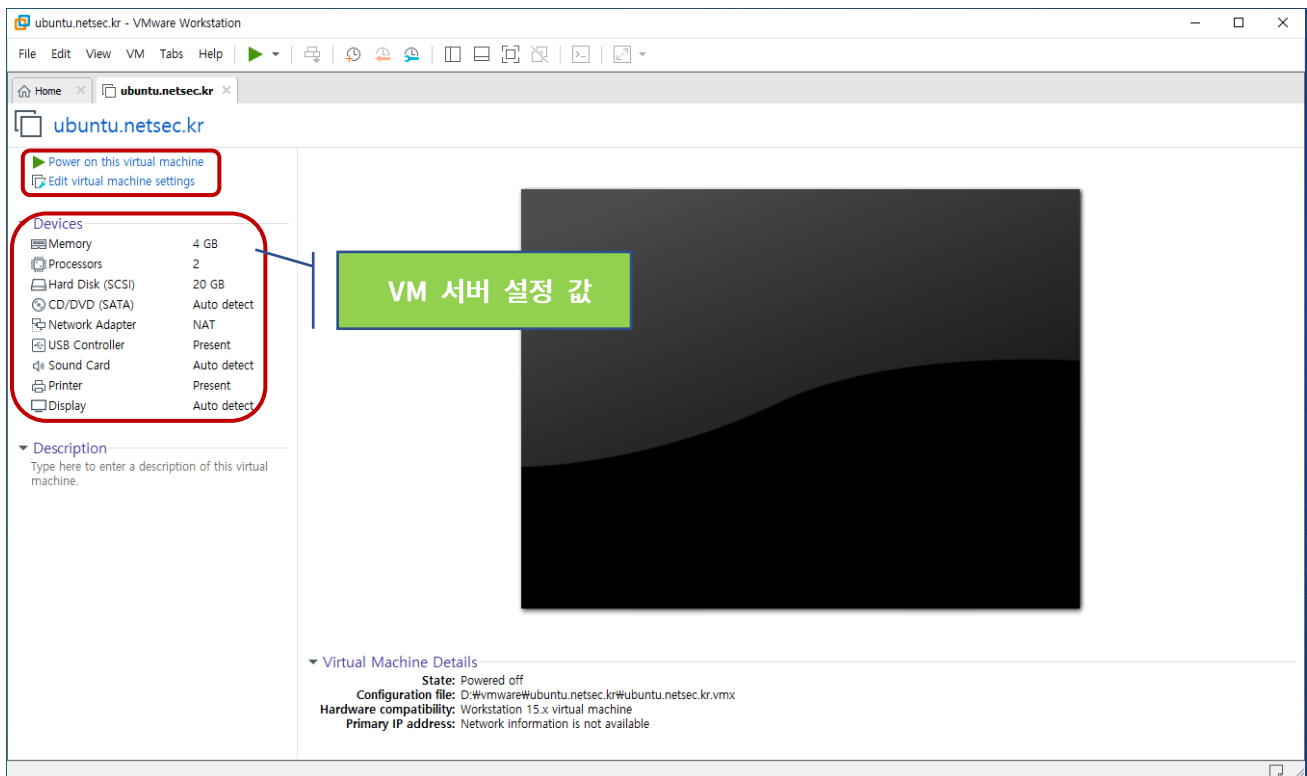 ubuntu.netsec.kr - VMware Workstation
File Edit View VM Tabs Help
Home ubuntu.netsec.kr
ubuntu.netsec.kr
Power on this virtual machine
Edit virtual machine settings
Devices
Memory 4 GB
Processors 2
Hard Disk (SCSI) 20 GB
CD/DVD (SATA) Auto detect
Network Adapter NAT
USB Controller Present
Sound Card Auto detect
Printer Present
Display Auto detect
VM 서버 설정 값
Description
Type here to enter a description of this virtual
machine.
Virtual Machine Details
State: Powered off
Configuration file: D:₩vmware₩ubuntu.netsec.kr₩ubuntu.netsec.kr.vmx
Hardware compatibility: Workstation 15.x virtual machine
Primary IP address: Network information is not available